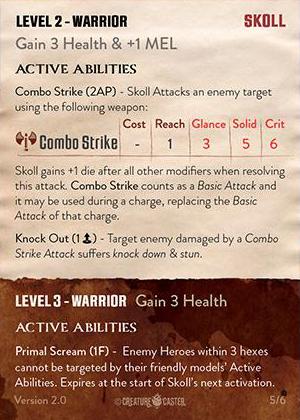 LEVEL 2 - WARRIOR SKOLL
Gain 3 Health & +1 MEL
ACTIVE ABILITIES
Combo Strike (2AP) - Skoll Attacks an enemy target
using the following weapon:
Cost Reach Glance Solid Crit
Combo Strike - 1 3 5 6
Skoll gains +1 die after all other modifiers when resolving
this attack. Combo Strike counts as a Basic Attack and
it may be used during a charge, replacing the Basic
Attack of that charge.
Knock Out (1) - Target enemy damaged by a Combo
Strike Attack suffers knock down & stun.
LEVEL 3 - WARRIOR Gain 3 Health
ACTIVE ABILITIES
Primal Scream (1F) - Enemy Heroes within 3 hexes
cannot be targeted by their friendly models' Active
Abilities. Expires at the start of Skoll's next activation.
Version 2.0 © CREATURE CASTER 5/6